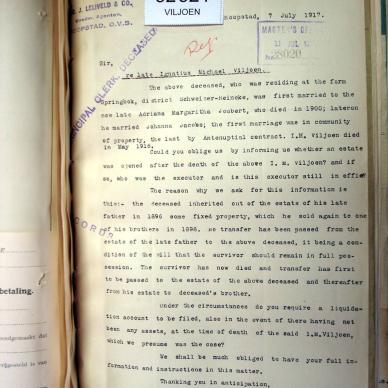 VILJOEN
J. LELIVELD & CO.,
HOOPSTAD, O.V.S.
Hoopstad, 7 July 1917.
MASTER'S OFFICE
PRINCIPAL CLERK, DECEASED
Sir,
re late Ignatius Michael Viljoen.
The above deceased, who was residing at the farm
Springbok, district Schweizer-Reineke, was first married to the
now late Adriana Margaritha Joubert, who died in 1900; lateron
he married Johanna Jacobs; the first marriage was in community
of property, the last by Antenuptial contract. I.M. Viljoen died
in May 1916.
Could you oblige us by informing us whether an estate
was opened after the death of the above I. M. Viljoen? and if
so, who was the executor and is this executor still in office?
The reason why we ask for this information is
this:- the deceased inherited out of the estate of his late
father in 1896 some fixed property, which he sold again to one
of his brothers in 1898, no transfer has been passed from the
estate of the late father to the above deceased, it being a con-
dition of the Will that the survivor should remain in full pos-
session. The survivor has now died and transfer has first
to be passed to the estate of the above deceased and thereafter
from his estate to deceased's brother.
Under the circumstances do you require a liquida-
tion account to be filed, also in the event of there having not
been any assets, at the time of death of the said I.M.Viljoen,
which we presume was the case?
We shall be much obliged to have your full in-
formation and instructions in this matter.
Thanking you in anticipation,
betaling.